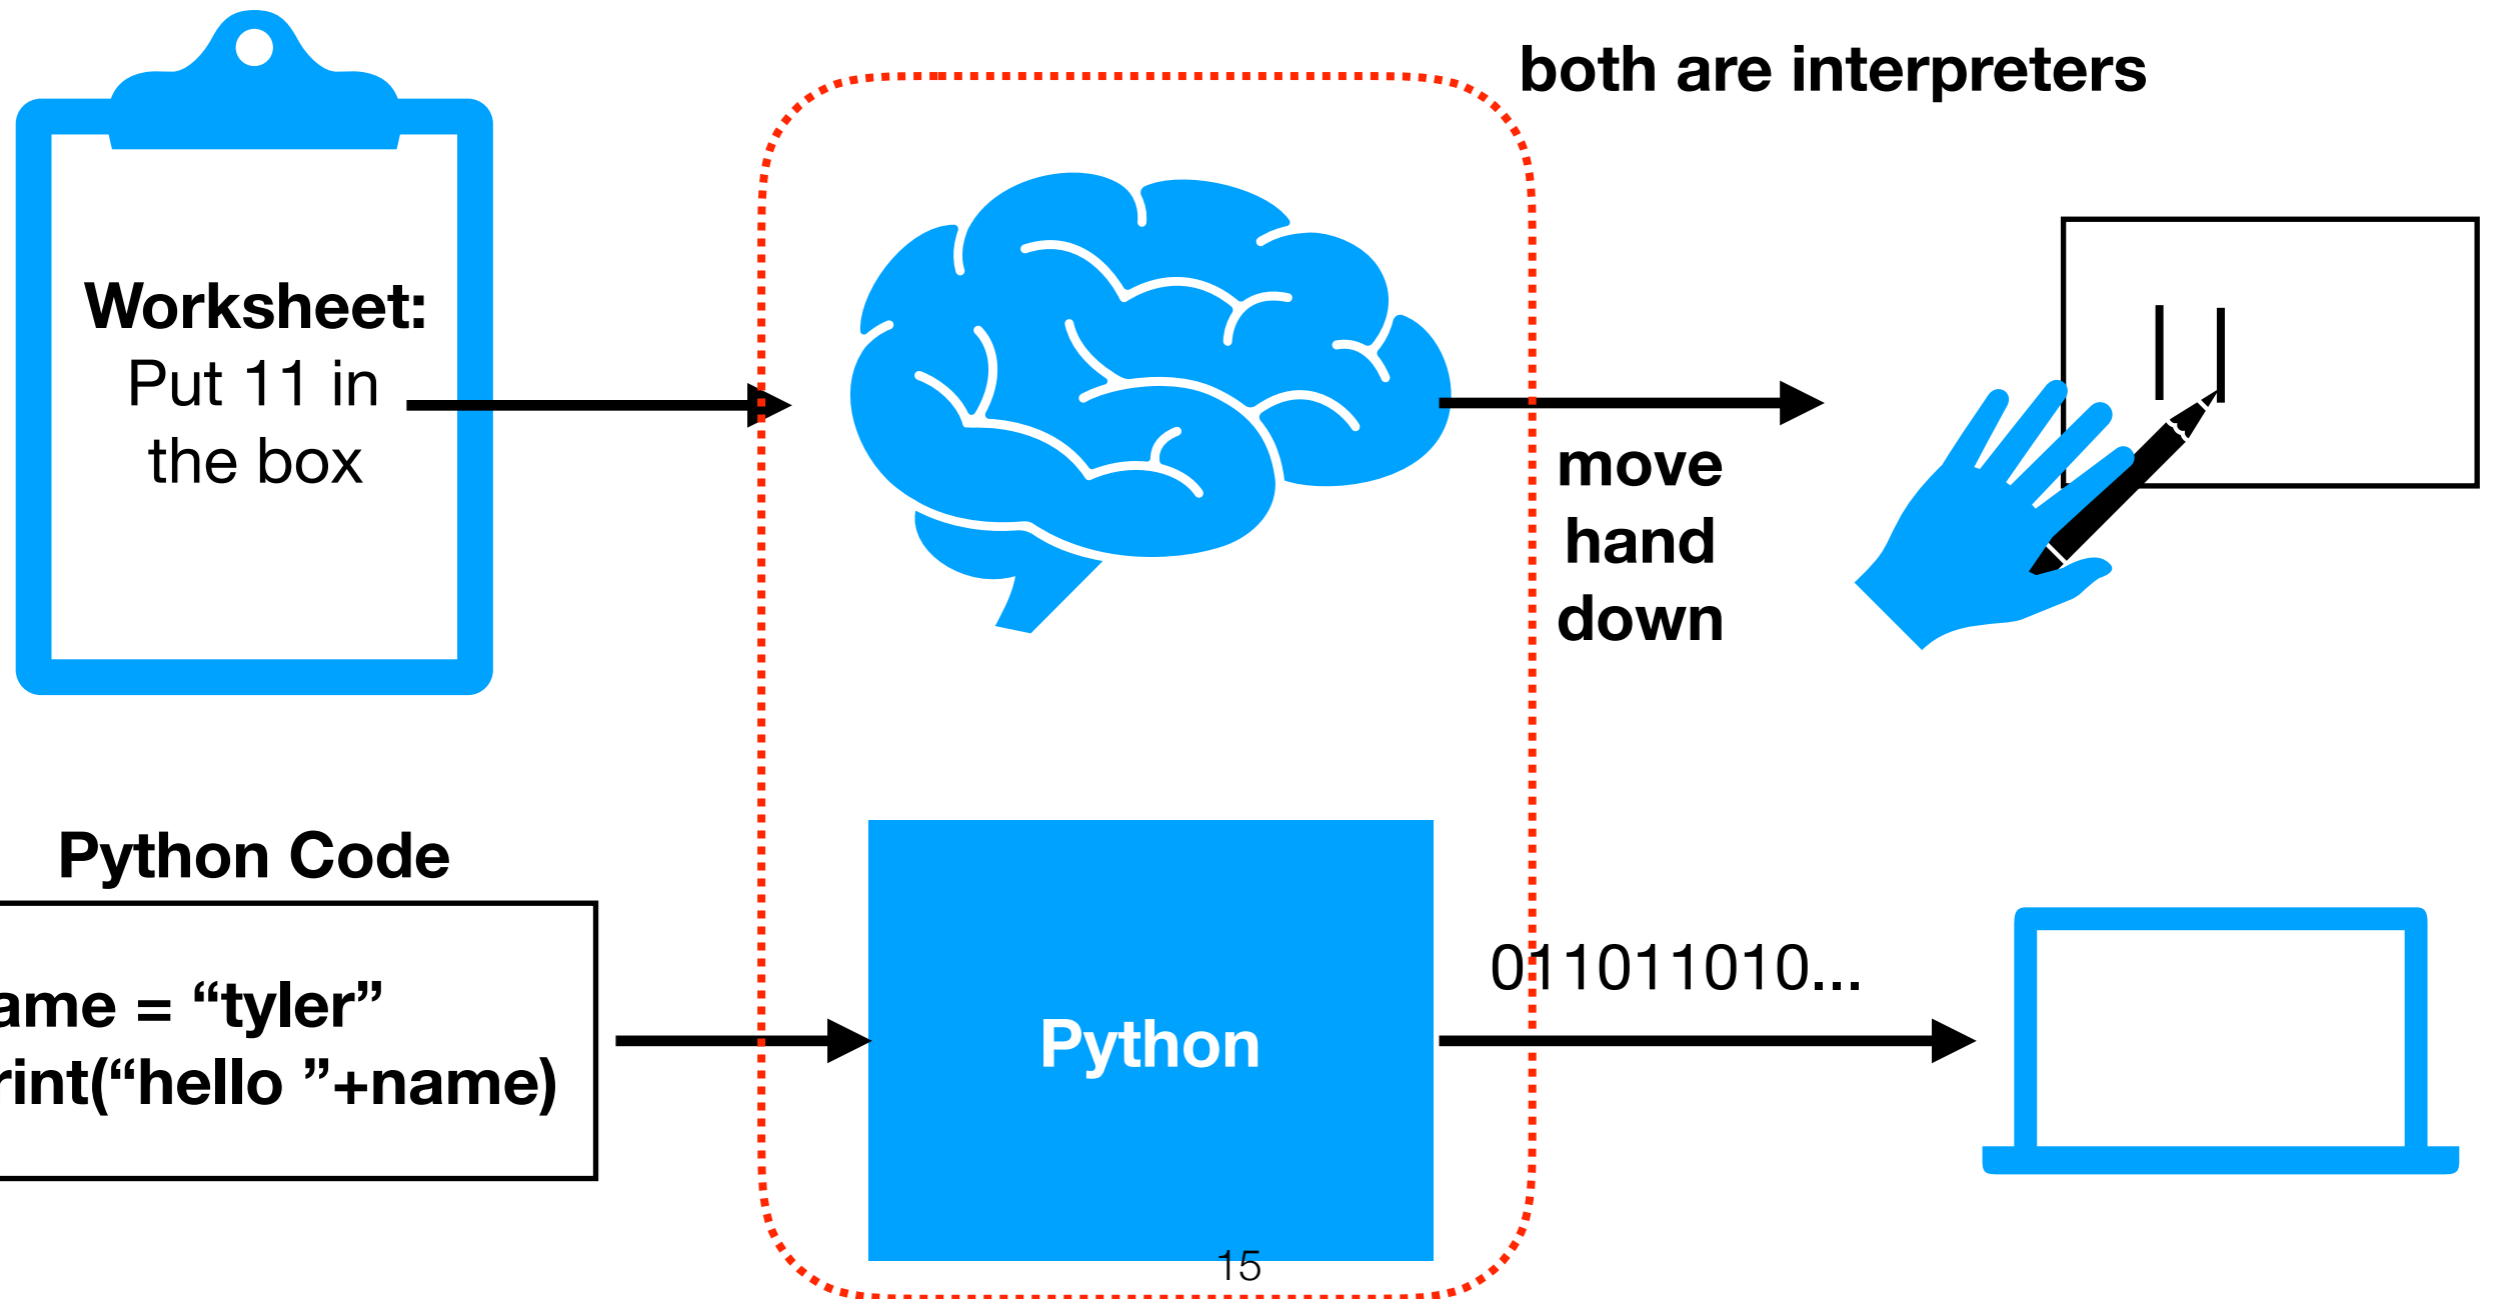 both are interpreters
Worksheet:
Put 11 in
the box
move
hand
down
Python Code
ame = “tyler”
rint(“hello ”+name)
Python
011011010...
15